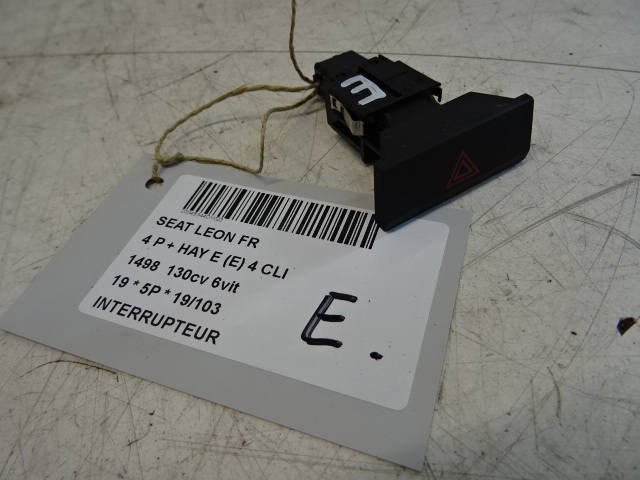 E
SEAT LEON FR
4 P + HAY E (E) 4 CLI
1498 130cv 6vit
19 * 5P * 19/103
INTERRUPTEUR
E.